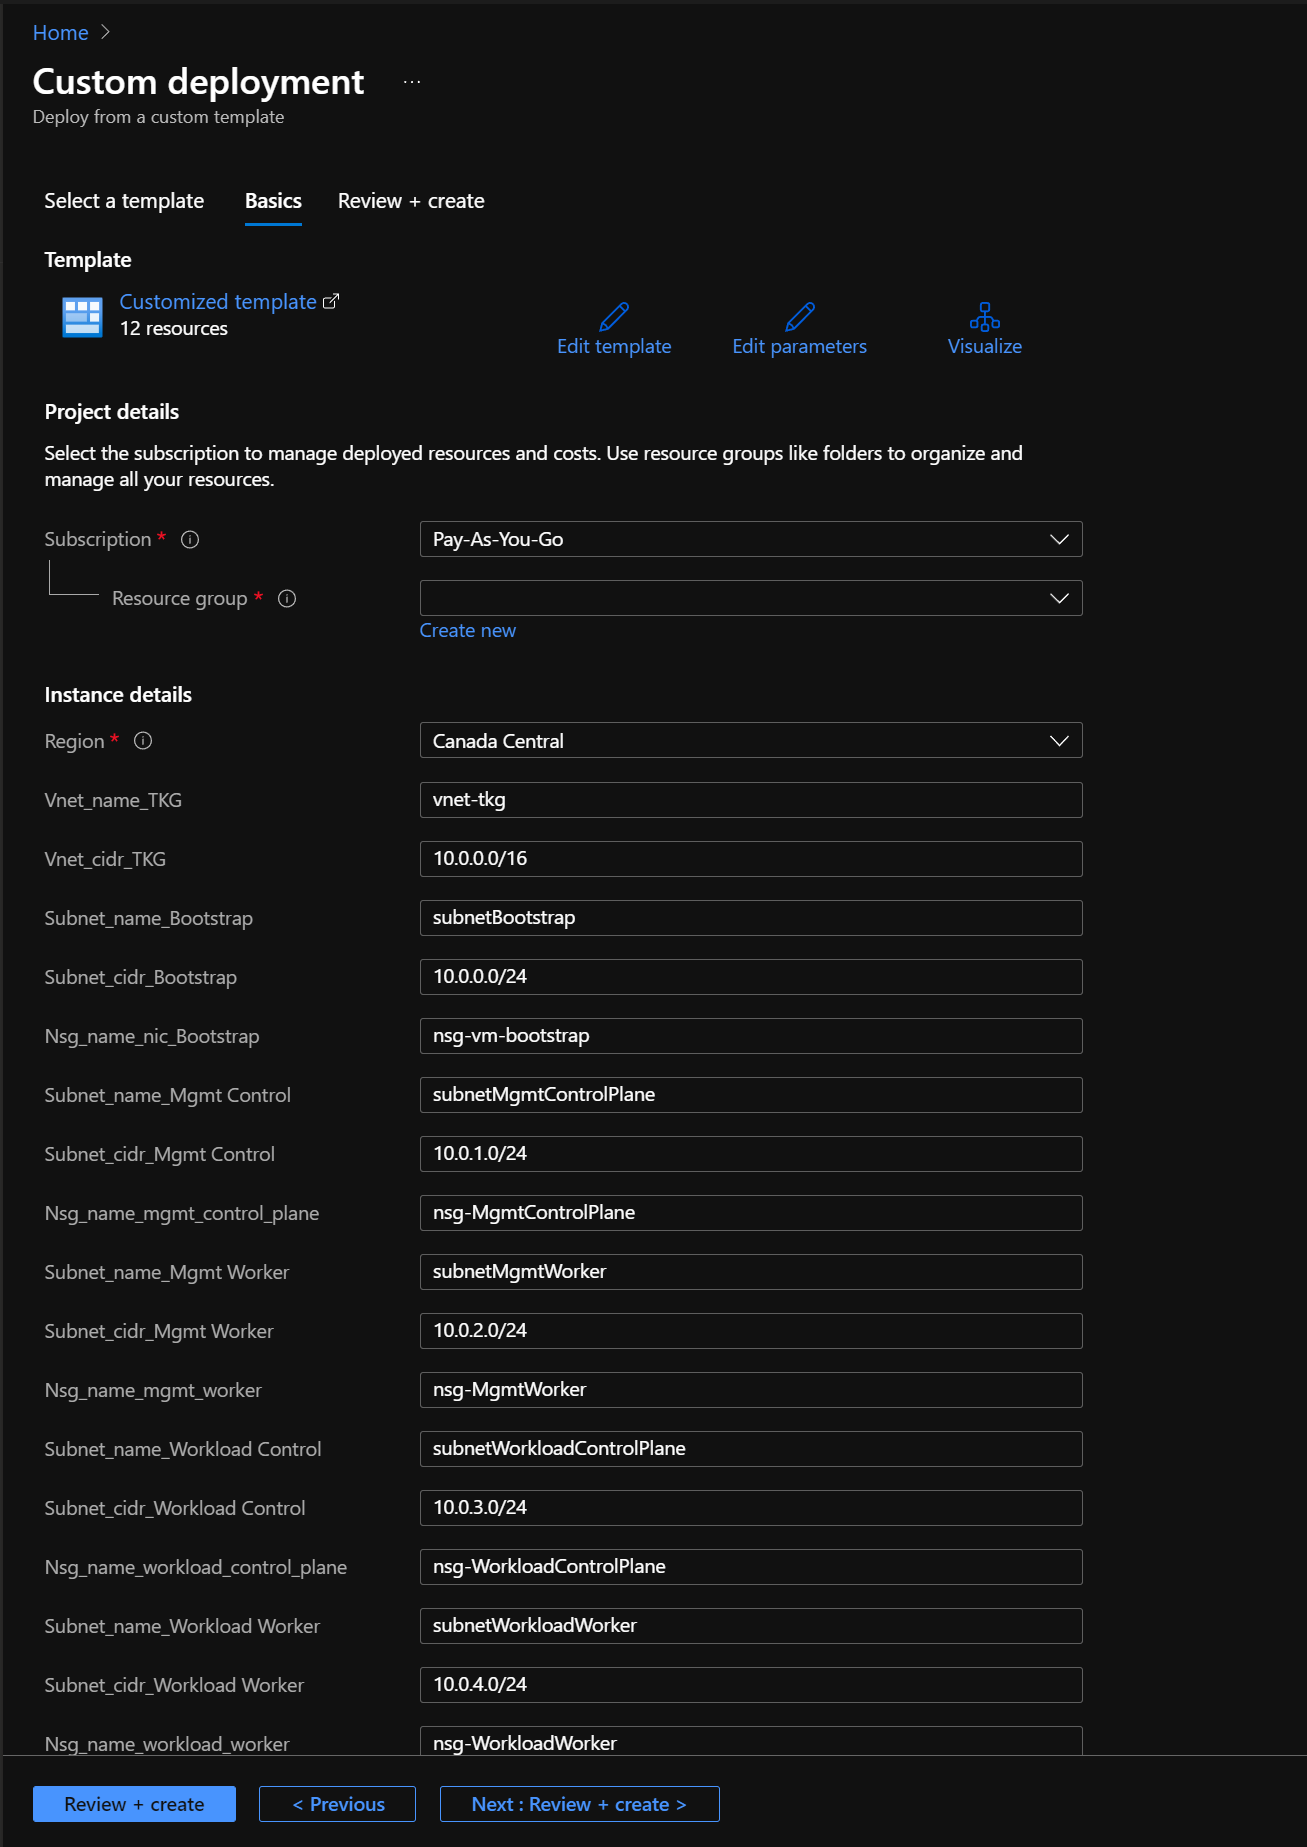 Home
Custom deployment ...
Deploy from a custom template
Select a template Basics Review + create
Template
Customized template
12 resources
Edit template Edit parameters Visualize
Project details
Select the subscription to manage deployed resources and costs. Use resource groups like folders to organize and
manage all your resources.
Subscription * Pay-As-You-Go
Resource group *
Create new
Instance details
Region * Canada Central
Vnet_name_TKG vnet-tkg
Vnet_cidr_TKG 10.0.0.0/16
Subnet_name_Bootstrap subnetBootstrap
Subnet_cidr_Bootstrap 10.0.0.0/24
Nsg_name_nic_Bootstrap nsg-vm-bootstrap
Subnet_name_Mgmt Control subnetMgmtControlPlane
Subnet_cidr_Mgmt Control 10.0.1.0/24
Nsg_name_mgmt_control_plane nsg-MgmtControlPlane
Subnet_name_Mgmt Worker subnetMgmtWorker
Subnet_cidr_Mgmt Worker 10.0.2.0/24
Nsg_name_mgmt_worker nsg-MgmtWorker
Subnet_name_Workload Control subnetWorkloadControlPlane
Subnet_cidr_Workload Control 10.0.3.0/24
Nsg_name_workload_control_plane nsg-WorkloadControlPlane
Subnet_name_Workload Worker subnetWorkloadWorker
Subnet_cidr_Workload Worker 10.0.4.0/24
Nsg_name_workload_worker nsg-WorkloadWorker
Review + create < Previous Next : Review + create >